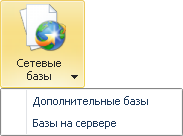 Сетевые
базы
Дополнительные базы
Базы на сервере